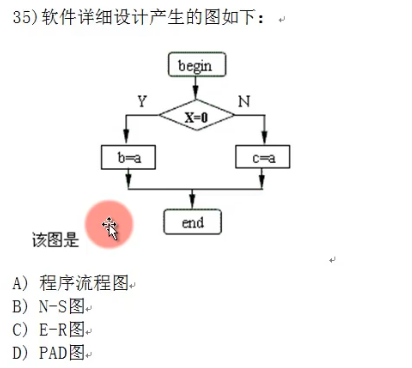 35)软件详细设计产生的图如下：
begin
Y N
X=0
b=a c=a
end
该图是
A) 程序流程图
B) N-S图
C) E-R图
D) PAD图